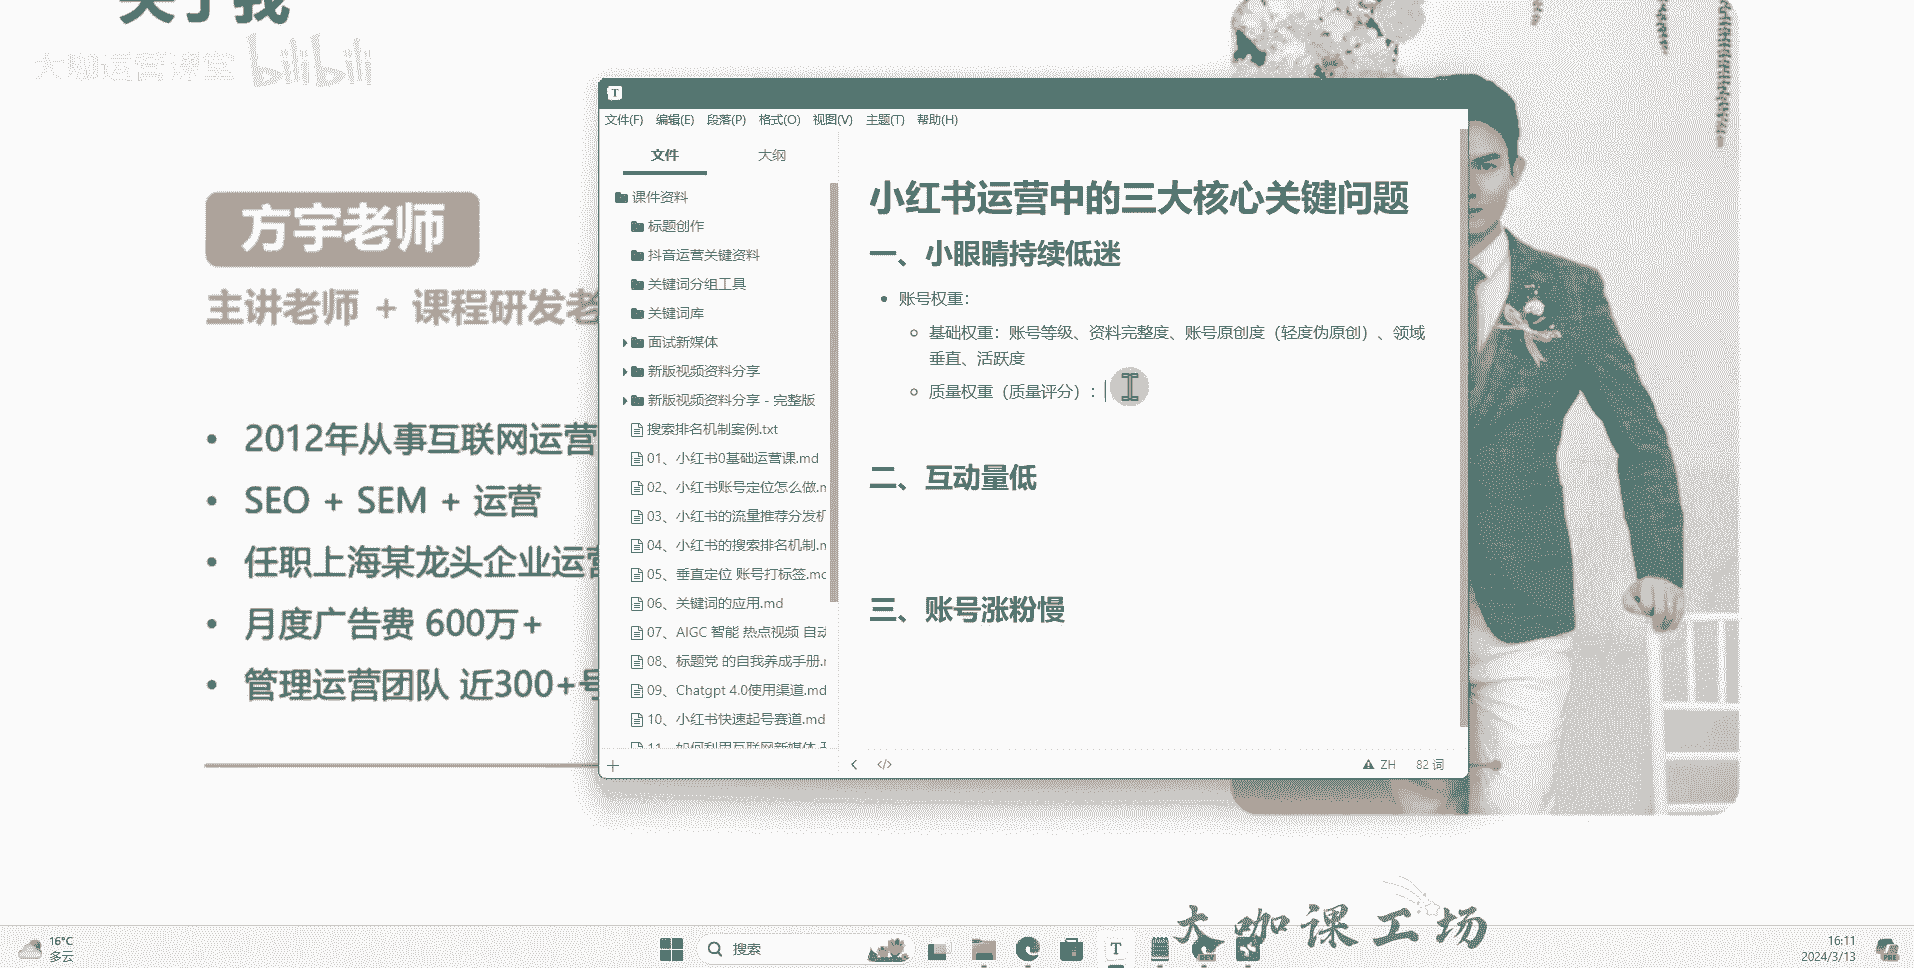 关于我
大咖运营课堂 bilibili
方宇老师
主讲老师 + 课程研发老
• 2012年从事互联网运营
• SEO + SEM + 运营
• 任职上海某龙头企业运营
• 月度广告费 600万+
• 管理运营团队 近300+号
T
文件(F) 编辑(E) 段落(P) 格式(O) 视图(V) 主题(T) 帮助(H)
文件 大纲
课件资料
标题创作
抖音运营关键资料
关键词分组工具
关键词库
面试新媒体
新版视频资料分享
新版视频资料分享 - 完整版
搜索排名机制案例.txt
01、小红书0基础运营课.md
02、小红书账号定位怎么做.m
03、小红书的流量推荐分发机
04、小红书的搜索排名机制.m
05、垂直定位 账号打标签.mc
06、关键词的应用.md
07、AIGC 智能 热点视频 自动
08、标题党 的自我养成手册.r
09、Chatgpt 4.0使用渠道.md
10、小红书快速起号赛道.md
11、如何利用互联网新媒体
小红书运营中的三大核心关键问题
一、小眼睛持续低迷
• 账号权重：
基础权重：账号等级、资料完整度、账号原创度（轻度伪原创）、领域
垂直、活跃度
质量权重（质量评分）：
二、互动量低
三、账号涨粉慢
ZH 82 词
大咖课工场
16°C
多云
搜索
T
DEV
16:11
2024/3/13
PRE